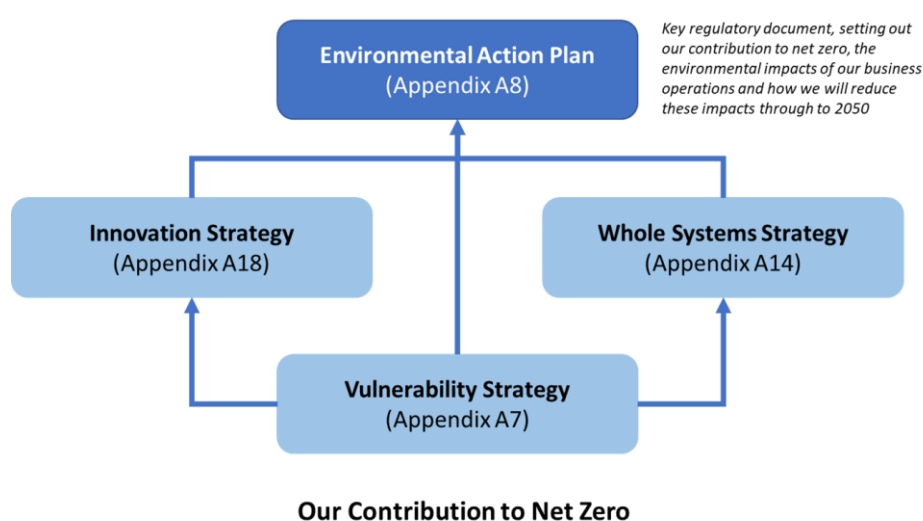 Environmental Action Plan
(Appendix A8)
Key regulatory document, setting out
our contribution to net zero, the
environmental impacts of our business
operations and how we will reduce
these impacts through to 2050
Innovation Strategy
(Appendix A18)
Whole Systems Strategy
(Appendix A14)
Vulnerability Strategy
(Appendix A7)
Our Contribution to Net Zero